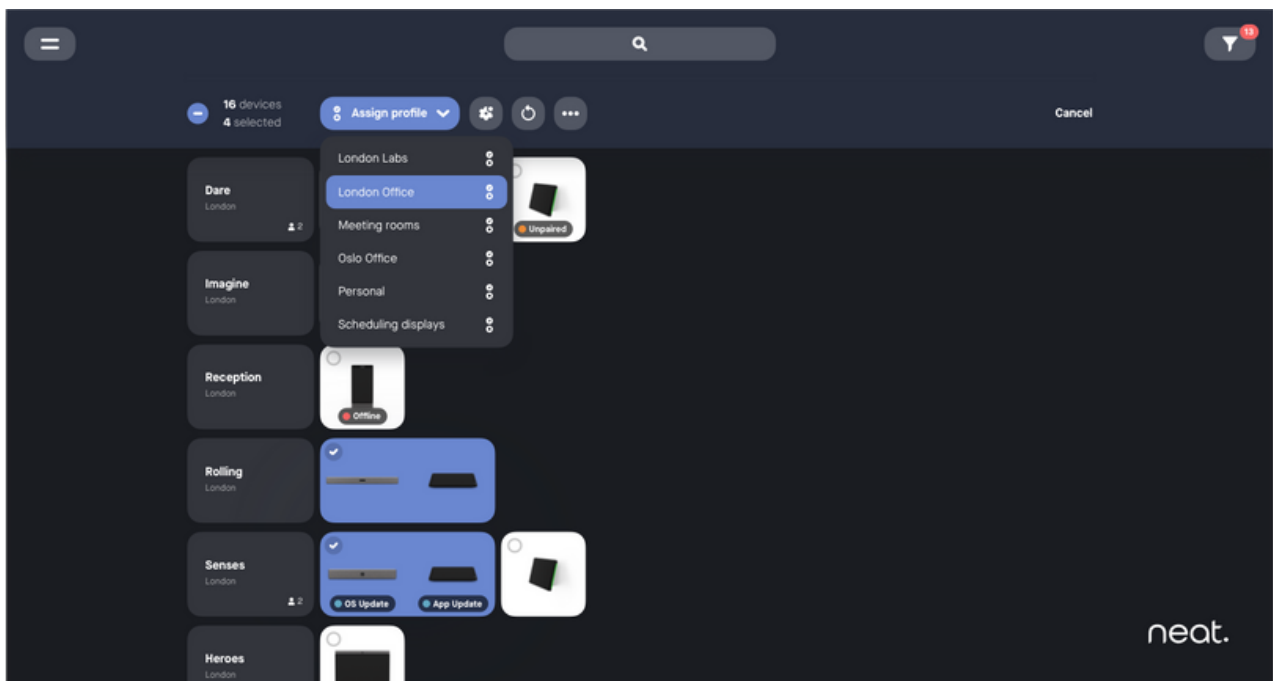 13
16 devices
4 selected
Assign profile
Cancel
London Labs
London Office
Meeting rooms
Oslo Office
Personal
Scheduling displays
Dare
London
2
Unpaired
Imagine
London
Reception
London
Offline
Rolling
London
Senses
London
2
OS Update
App Update
Heroes
London
neat.